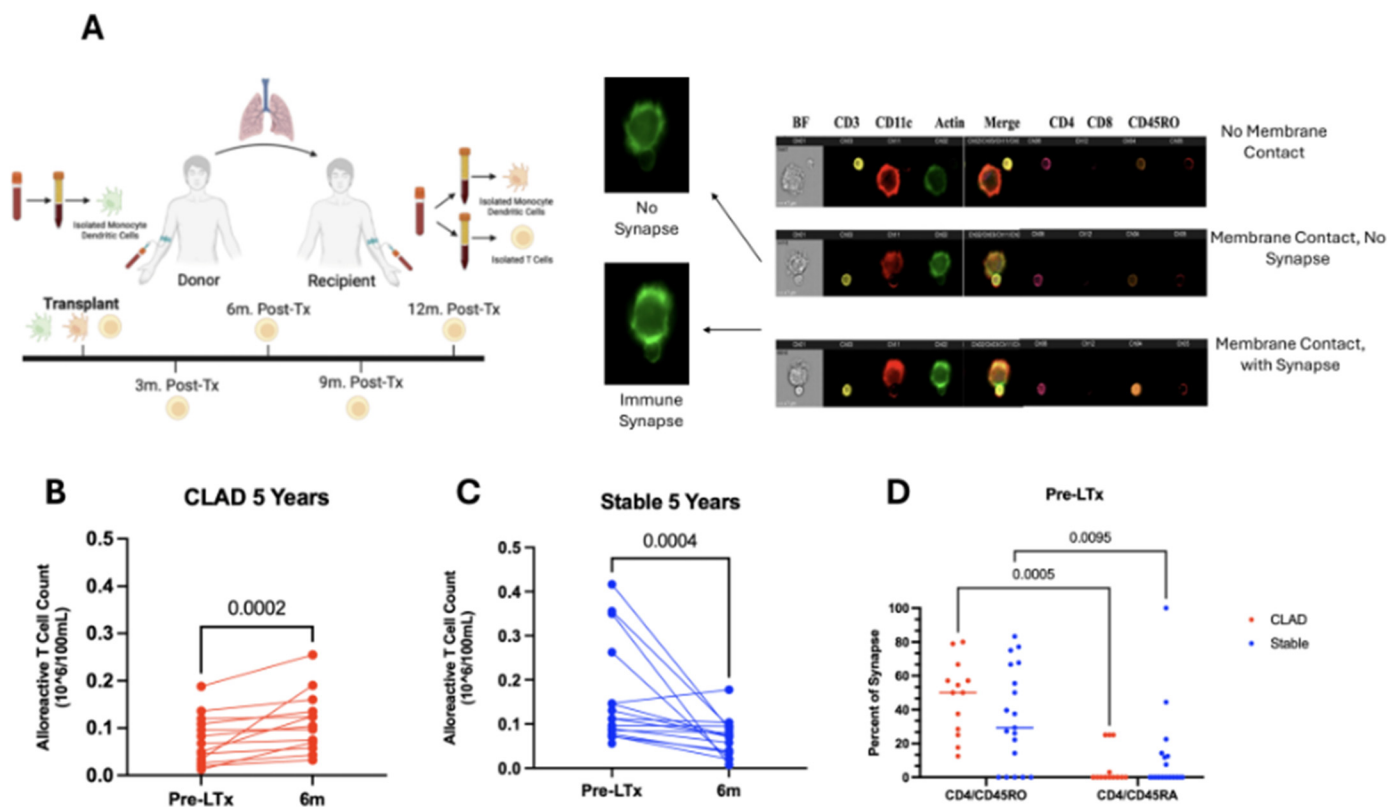 A
Isolated Monocyte
Dendritic Cells
Donor
Recipient
Isolated Monocyte
Dendritic Cells
Isolated T Cells
Transplant
6m. Post-Tx
12m. Post-Tx
3m. Post-Tx
9m. Post-Tx
No
Synapse
Immune
Synapse
BF CD3 CD11c Actin Merge CD4 CD8 CD45RO
No Membrane
Contact
Membrane Contact, No
Synapse
Membrane Contact,
with Synapse
B
CLAD 5 Years
Alloreactive T Cell Count
(10^6/100mL)
0.5
0.4
0.3
0.2
0.1
0.0
0.0002
Pre-LTx
6m
C
Stable 5 Years
Alloreactive T Cell Count
(10^6/100mL)
0.5
0.4
0.3
0.2
0.1
0.0
0.0004
Pre-LTx
6m
D
Pre-LTx
0.0095
0.0005
Percent of Synapse
100
80
60
40
20
0
CD4/CD45RO
CD4/CD45RA
CLAD
Stable